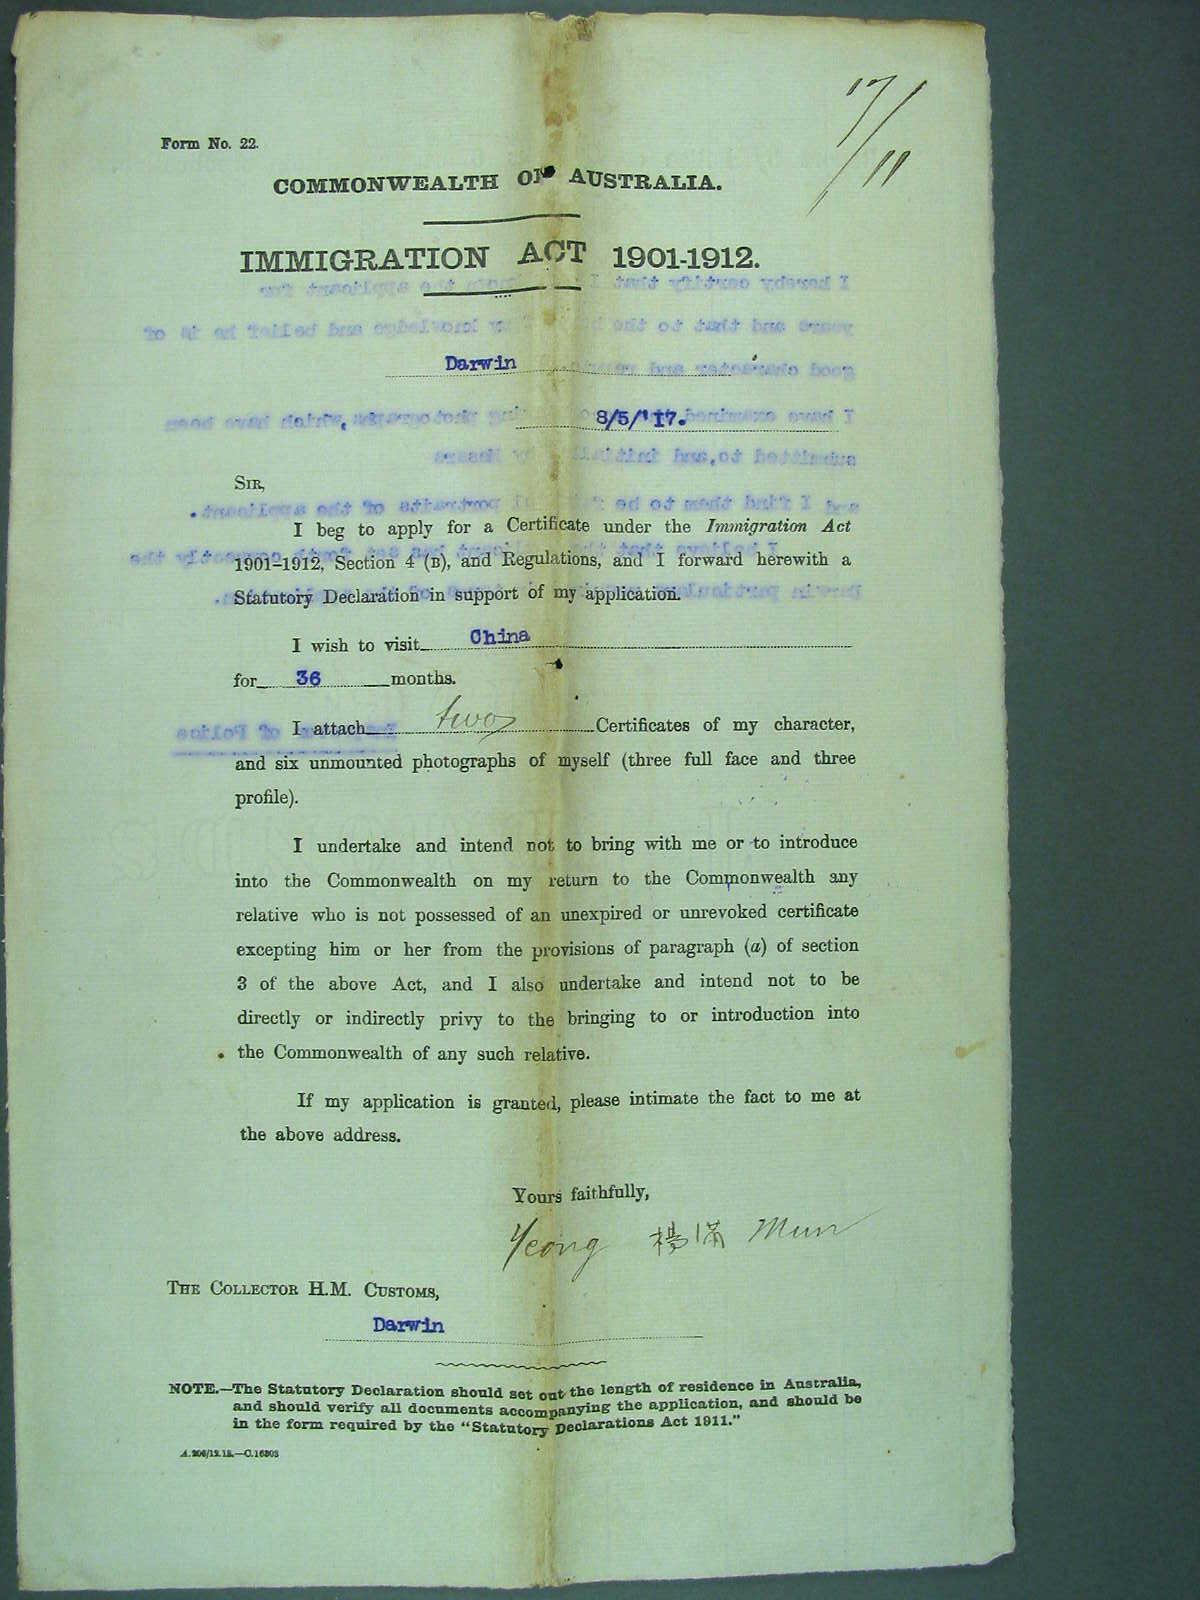 17/11
Form No. 22.
COMMONWEALTH OF AUSTRALIA.
IMMIGRATION ACT 1901-1912.
Darwin
8/5/'17.
SIR,
I beg to apply for a Certificate under the Immigration Act
1901–1912, Section 4 (B), and Regulations, and I forward herewith a
Statutory Declaration in support of my application.
I wish to visit China
for 36 months.
I attach two Certificates of my character,
and six unmounted photographs of myself (three full face and three
profile).
I undertake and intend not to bring with me or to introduce
into the Commonwealth on my return to the Commonwealth any
relative who is not possessed of an unexpired or unrevoked certificate
excepting him or her from the provisions of paragraph (a) of section
3 of the above Act, and I also undertake and intend not to be
directly or indirectly privy to the bringing to or introduction into
the Commonwealth of any such relative.
If my application is granted, please intimate the fact to me at
the above address.
Yours faithfully,
Yeong 楊滿 Mun
THE COLLECTOR H.M. CUSTOMS,
Darwin
NOTE.—The Statutory Declaration should set out the length of residence in Australia,
and should verify all documents accompanying the application, and should be
in the form required by the "Statutory Declarations Act 1911."